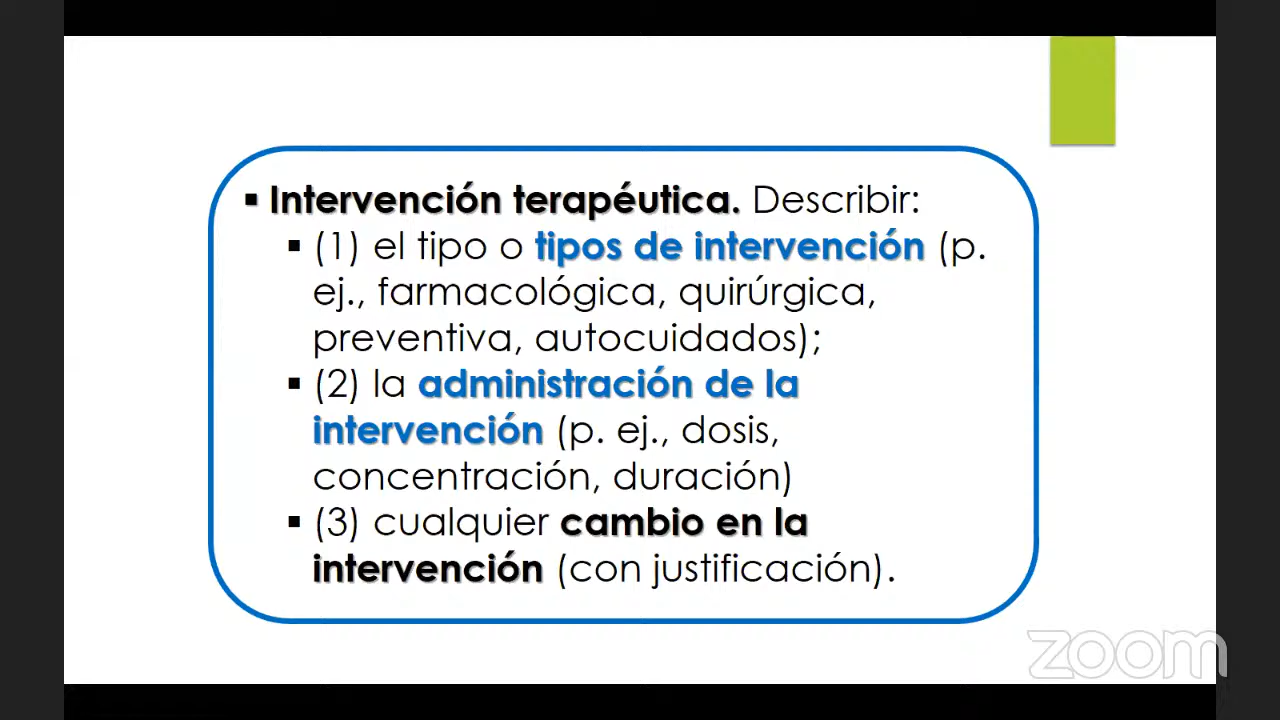 ▪ Intervención terapéutica. Describir:
▪ (1) el tipo o tipos de intervención (p.
ej., farmacológica, quirúrgica,
preventiva, autocuidados);
▪ (2) la administración de la
intervención (p. ej., dosis,
concentración, duración)
▪ (3) cualquier cambio en la
intervención (con justificación).
zoom